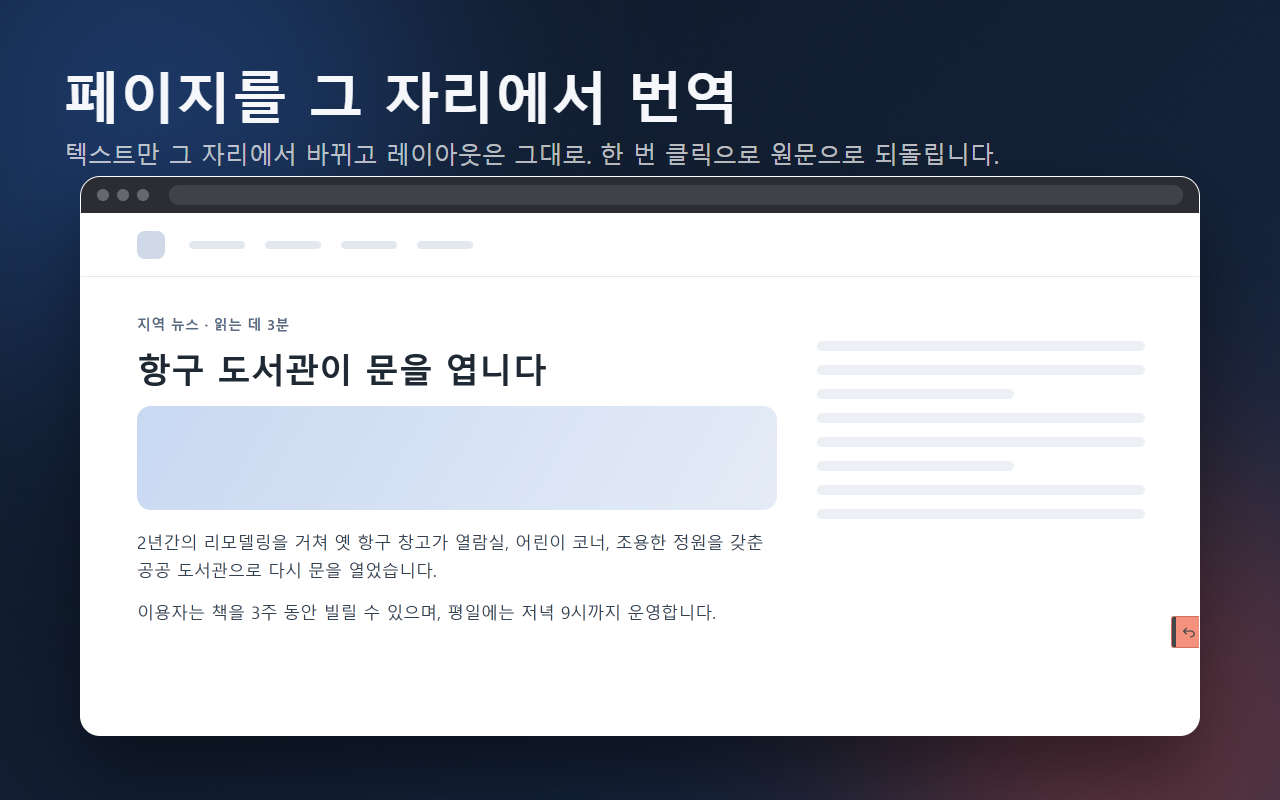 페이지를 그 자리에서 번역
텍스트만 그 자리에서 바뀌고 레이아웃은 그대로. 한 번 클릭으로 원문으로 되돌립니다.
지역 뉴스 · 읽는 데 3분
항구 도서관이 문을 엽니다
2년간의 리모델링을 거쳐 옛 항구 창고가 열람실, 어린이 코너, 조용한 정원을 갖춘
공공 도서관으로 다시 문을 열었습니다.
이용자는 책을 3주 동안 빌릴 수 있으며, 평일에는 저녁 9시까지 운영합니다.